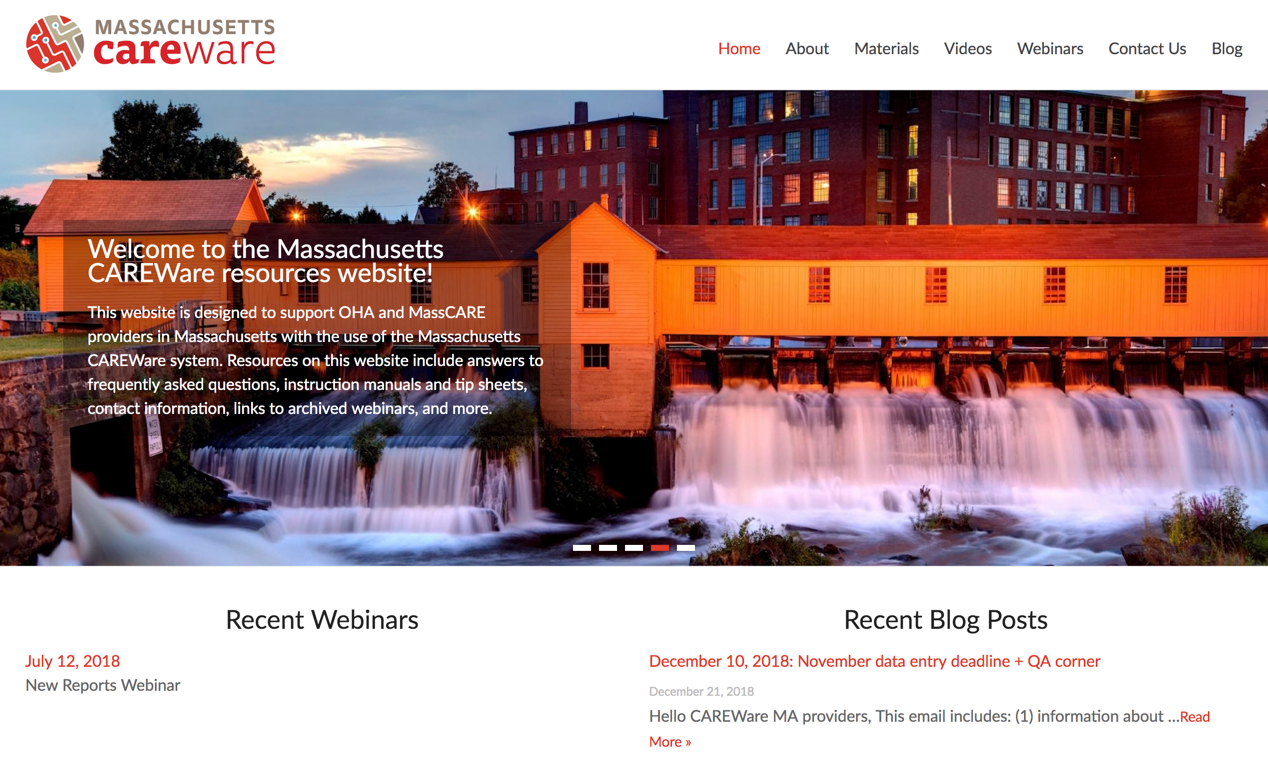 MASSACHUSETTS
careware
Home About Materials Videos Webinars Contact Us Blog
Welcome to the Massachusetts
CAREWare resources website!
This website is designed to support OHA and MassCARE
providers in Massachusetts with the use of the Massachusetts
CAREWare system. Resources on this website include answers to
frequently asked questions, instruction manuals and tip sheets,
contact information, links to archived webinars, and more.
Recent Webinars
July 12, 2018
New Reports Webinar
Recent Blog Posts
December 10, 2018: November data entry deadline + QA corner
December 21, 2018
Hello CAREWare MA providers, This email includes: (1) information about ...Read
More »